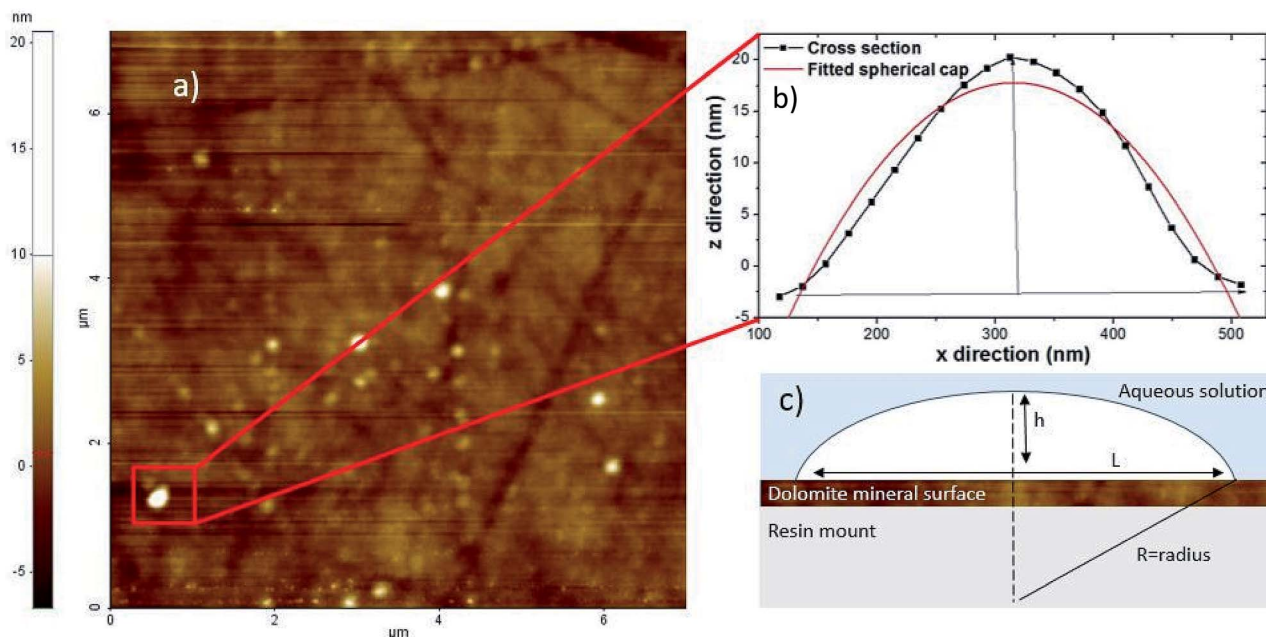 nm
20
15
10
5
0
-5
a)
6
4
2
0
μm
0
2
4
6
μm
b)
Cross section
Fitted spherical cap
z direction (nm)
20
15
10
5
0
-5
100
200
300
400
500
x direction (nm)
c)
Aqueous solution
h
L
Dolomite mineral surface
Resin mount
R=radius